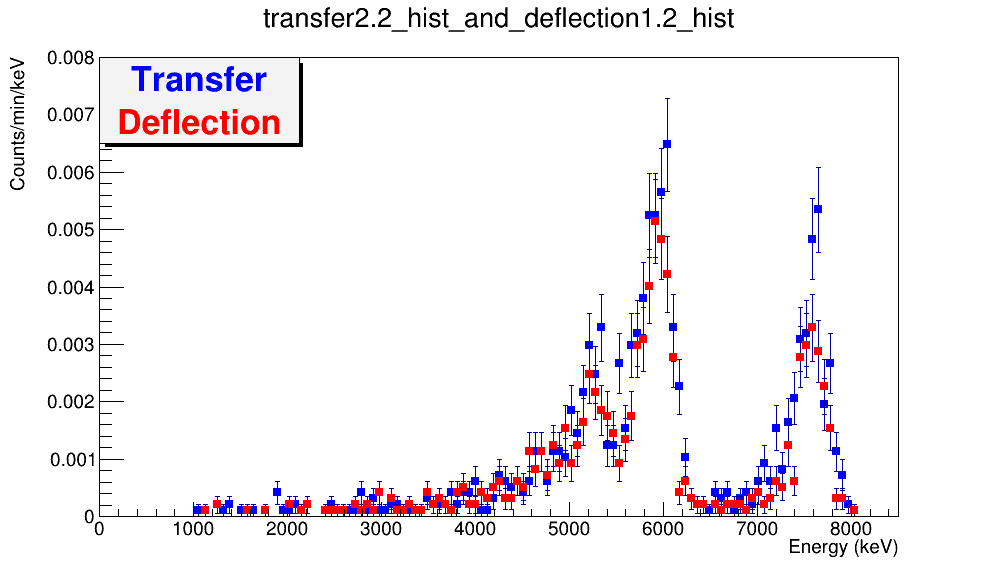 transfer2.2_hist_and_deflection1.2_hist
Counts/min/keV
Transfer
Deflection
0.008
0.007
0.006
0.005
0.004
0.003
0.002
0.001
0
0 1000 2000 3000 4000 5000 6000 7000 8000
Energy (keV)